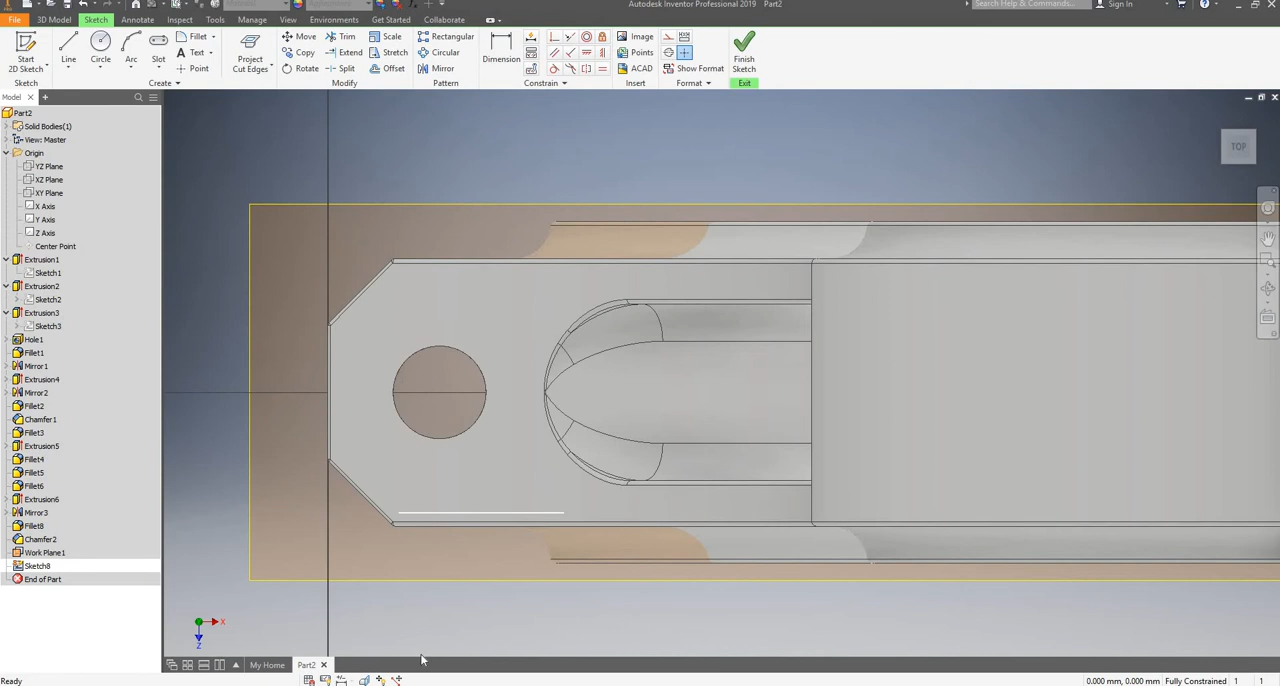 Autodesk Inventor Professional 2019 Part2
Search Help & Commands...
Sign In
File
3D Model
Sketch
Annotate
Inspect
Tools
Manage
View
Environments
Get Started
Collaborate
Start
2D Sketch
Line
Circle
Arc
Slot
Fillet
Text
Point
Project
Cut Edges
Move
Trim
Scale
Copy
Extend
Stretch
Rotate
Split
Offset
Rectangular
Circular
Mirror
Dimension
Image
Points
ACAD
Show Format
Finish
Sketch
Sketch
Create
Modify
Pattern
Constrain
Insert
Format
Exit
Model
Part2
Solid Bodies(1)
View: Master
Origin
YZ Plane
XZ Plane
XY Plane
X Axis
Y Axis
Z Axis
Center Point
Extrusion1
Sketch1
Extrusion2
Sketch2
Extrusion3
Sketch3
Hole1
Fillet1
Mirror1
Extrusion4
Mirror2
Fillet2
Chamfer1
Fillet3
Extrusion5
Fillet4
Fillet5
Fillet6
Extrusion6
Mirror3
Fillet8
Chamfer2
Work Plane1
Sketch8
End of Part
TOP
X
Z
My Home
Part2
Ready
0.000 mm, 0.000 mm
Fully Constrained
1
1